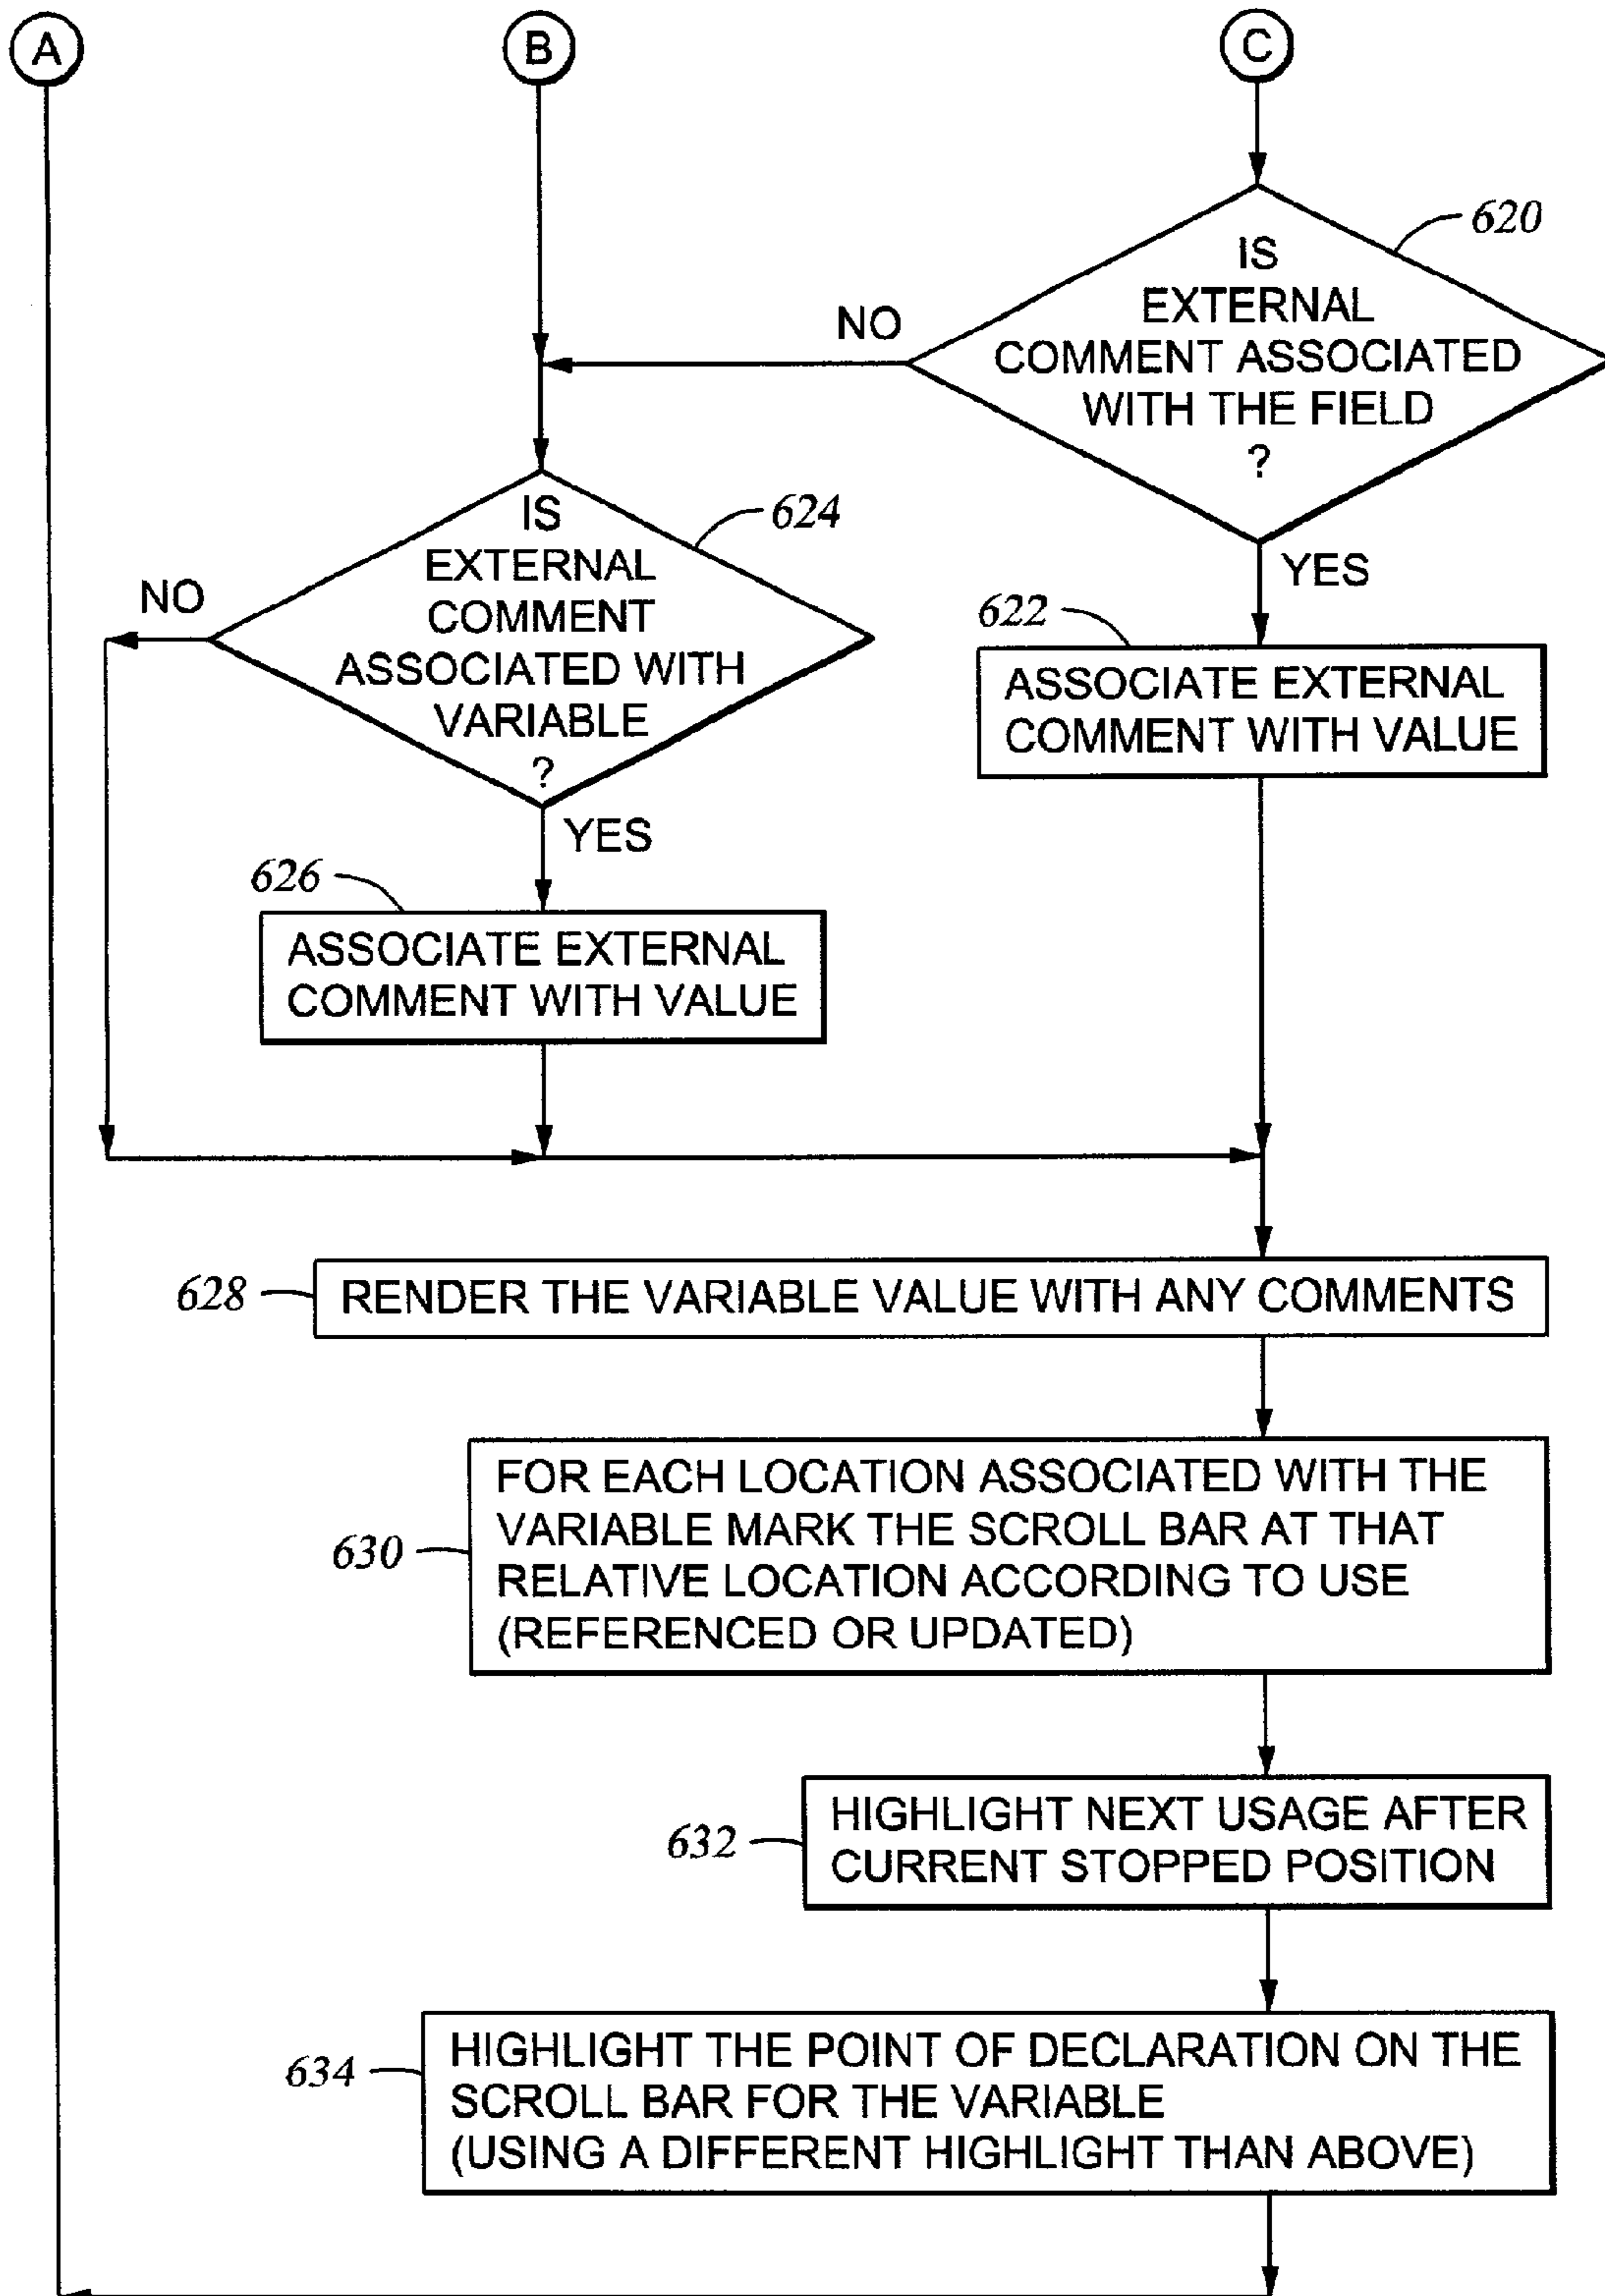 A
B
C
620
IS
EXTERNAL
COMMENT ASSOCIATED
WITH THE FIELD
?
NO
YES
624
IS
EXTERNAL
COMMENT
ASSOCIATED WITH
VARIABLE
?
NO
YES
622
ASSOCIATE EXTERNAL
COMMENT WITH VALUE
626
ASSOCIATE EXTERNAL
COMMENT WITH VALUE
628
RENDER THE VARIABLE VALUE WITH ANY COMMENTS
630
FOR EACH LOCATION ASSOCIATED WITH THE
VARIABLE MARK THE SCROLL BAR AT THAT
RELATIVE LOCATION ACCORDING TO USE
(REFERENCED OR UPDATED)
632
HIGHLIGHT NEXT USAGE AFTER
CURRENT STOPPED POSITION
634
HIGHLIGHT THE POINT OF DECLARATION ON THE
SCROLL BAR FOR THE VARIABLE
(USING A DIFFERENT HIGHLIGHT THAN ABOVE)